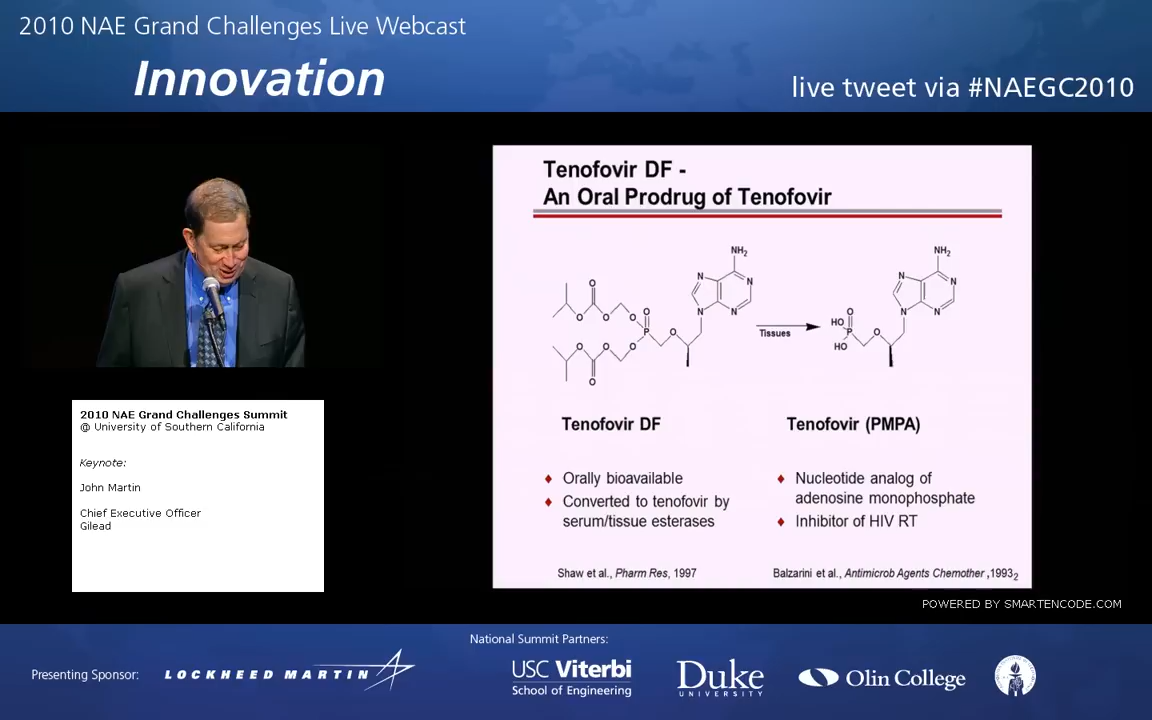 2010 NAE Grand Challenges Live Webcast
Innovation
live tweet via #NAEGC2010
Tenofovir DF -
An Oral Prodrug of Tenofovir
NH2
N
N
N
N
O
O
O
O
O
P
O
O
O
O
O
Tissues
NH2
N
N
N
N
O
HO
P
O
HO
Tenofovir DF
Tenofovir (PMPA)
♦ Orally bioavailable
♦ Converted to tenofovir by
serum/tissue esterases
♦ Nucleotide analog of
adenosine monophosphate
♦ Inhibitor of HIV RT
Shaw et al., Pharm Res, 1997
Balzarini et al., Antimicrob Agents Chemother ,1993
2
2010 NAE Grand Challenges Summit
@ University of Southern California
Keynote:
John Martin
Chief Executive Officer
Gilead
POWERED BY SMARTENCODE.COM
National Summit Partners:
Presenting Sponsor:
LOCKHEED MARTIN
USC Viterbi
School of Engineering
Duke
UNIVERSITY
Olin College